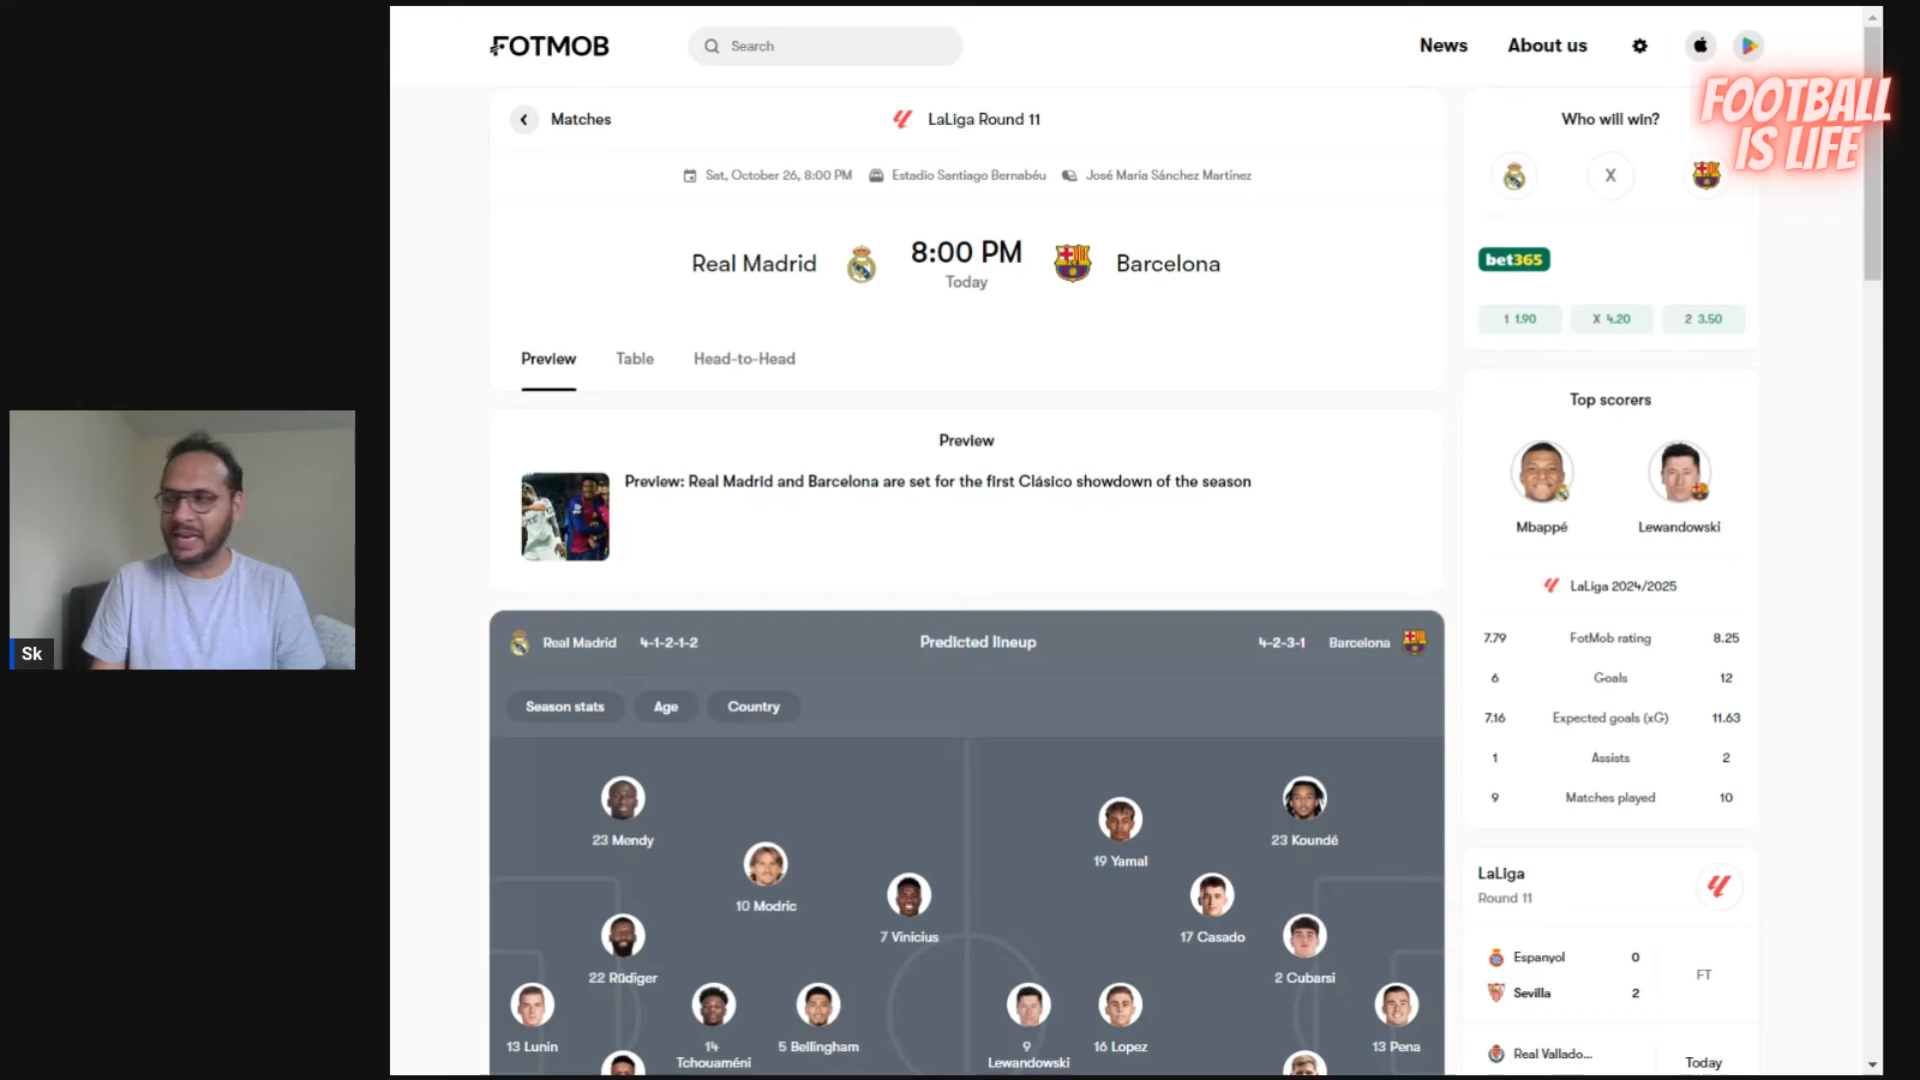 FOTMOB
Search
News
About us
FOOTBALL
IS LIFE
Matches
LaLiga Round 11
Sat, October 26, 8:00 PM
Estadio Santiago Bernabéu
José María Sánchez Martínez
Real Madrid
8:00 PM
Today
Barcelona
Preview
Table
Head-to-Head
Preview
Preview: Real Madrid and Barcelona are set for the first Clásico showdown of the season
Real Madrid 4-1-2-1-2
Predicted lineup
4-2-3-1 Barcelona
Season stats
Age
Country
23 Mendy
19 Yamal
23 Koundé
10 Modric
7 Vinicius
17 Casado
22 Rüdiger
2 Cubarsi
13 Lunin
14
Tchouaméni
5 Bellingham
9
Lewandowski
16 Lopez
13 Pena
Who will win?
X
bet365
1 1.90
X 4.20
2 3.50
Top scorers
Mbappé
Lewandowski
LaLiga 2024/2025
7.79 FotMob rating 8.25
6 Goals 12
7.16 Expected goals (xG) 11.63
1 Assists 2
9 Matches played 10
LaLiga
Round 11
Espanyol 0
FT
Sevilla 2
Real Vallado...
Today
Sk